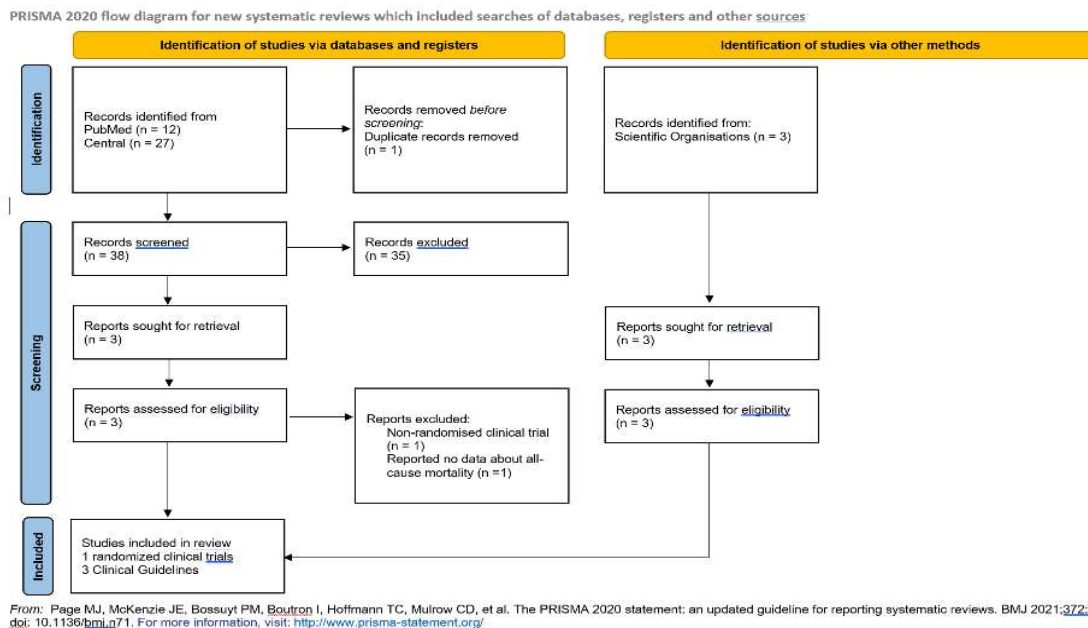 PRISMA 2020 flow diagram for new systematic reviews which included searches of databases, registers and other sources
Identification of studies via databases and registers
Identification of studies via other methods
Identification
Records identified from
PubMed (n = 12)
Central (n = 27)
Records removed before
screening:
Duplicate records removed
(n = 1)
Records identified from:
Scientific Organisations (n = 3)
Screening
Records screened
(n = 38)
Records excluded
(n = 35)
Reports sought for retrieval
(n = 3)
Reports sought for retrieval
(n = 3)
Reports assessed for eligibility
(n = 3)
Reports excluded:
Non-randomised clinical trial
(n = 1)
Reported no data about all-
cause mortality (n =1)
Reports assessed for eligibility
(n = 3)
Included
Studies included in review
1 randomized clinical trials
3 Clinical Guidelines
From: Page MJ, McKenzie JE, Bossuyt PM, Boutron I, Hoffmann TC, Mulrow CD, et al. The PRISMA 2020 statement: an updated guideline for reporting systematic reviews. BMJ 2021;372:
doi: 10.1136/bmj.n71. For more information, visit: http://www.prisma-statement.org/